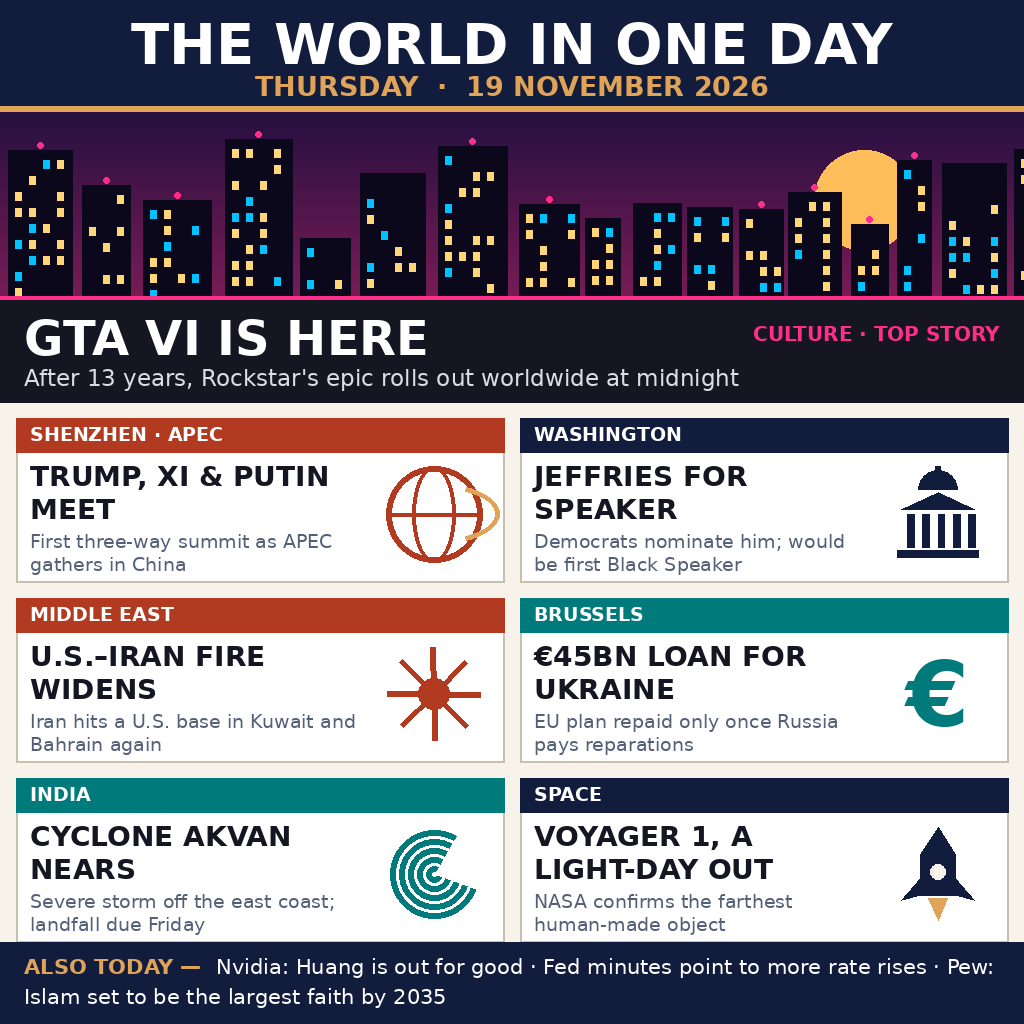 THE WORLD IN ONE DAY
THURSDAY · 19 NOVEMBER 2026
GTA VI IS HERE
CULTURE · TOP STORY
After 13 years, Rockstar's epic rolls out worldwide at midnight
SHENZHEN · APEC
TRUMP, XI & PUTIN
MEET
First three-way summit as APEC
gathers in China
WASHINGTON
JEFFRIES FOR
SPEAKER
Democrats nominate him; would
be first Black Speaker
MIDDLE EAST
U.S.–IRAN FIRE
WIDENS
Iran hits a U.S. base in Kuwait and
Bahrain again
BRUSSELS
€45BN LOAN FOR
UKRAINE
EU plan repaid only once Russia
pays reparations
€
INDIA
CYCLONE AKVAN
NEARS
Severe storm off the east coast;
landfall due Friday
SPACE
VOYAGER 1, A
LIGHT-DAY OUT
NASA confirms the farthest
human-made object
ALSO TODAY — Nvidia: Huang is out for good · Fed minutes point to more rate rises · Pew:
Islam set to be the largest faith by 2035